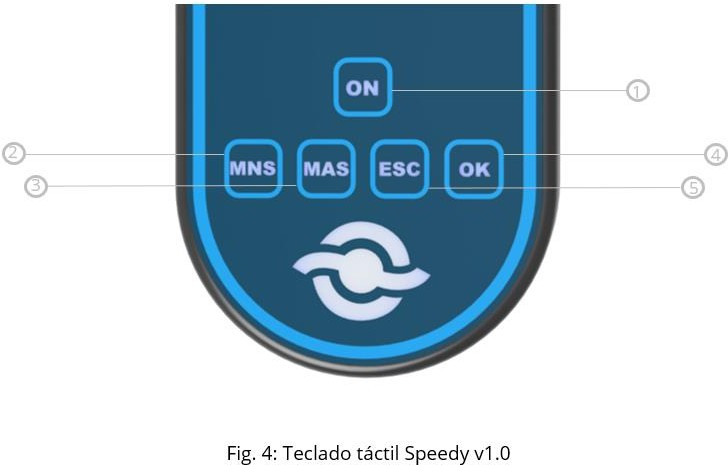 ON
1
2
MNS
MAS
ESC
OK
4
3
5
Fig. 4: Teclado táctil Speedy v1.0